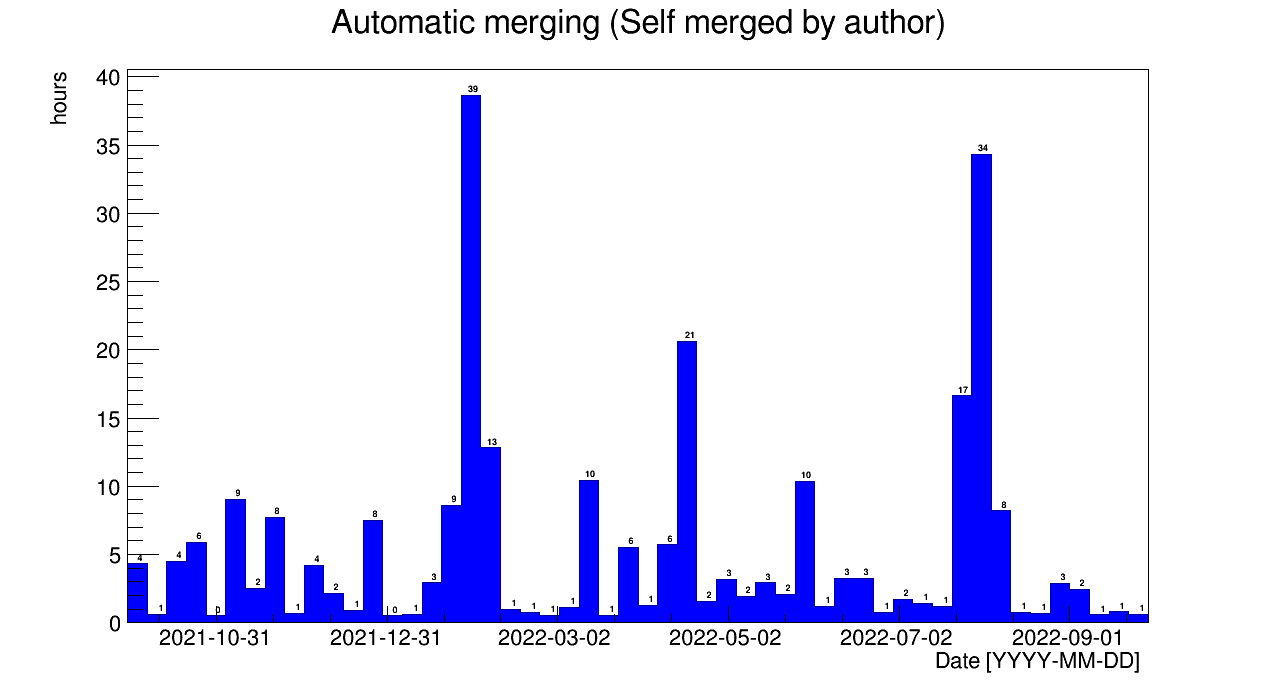 Automatic merging (Self merged by author)
hours
40
35
30
25
20
15
10
5
0
4 1 4 6 0 9 2 8 1 4 2 1 8 0 1 3 9 39 13 1 1 1 1 10 1 6 1 6 21 2 3 2 3 2 10 1 3 3 1 2 1 1 17 34 8 1 1 3 2 1 1 1
2021-10-31 2021-12-31 2022-03-02 2022-05-02 2022-07-02 2022-09-01
Date [YYYY-MM-DD]